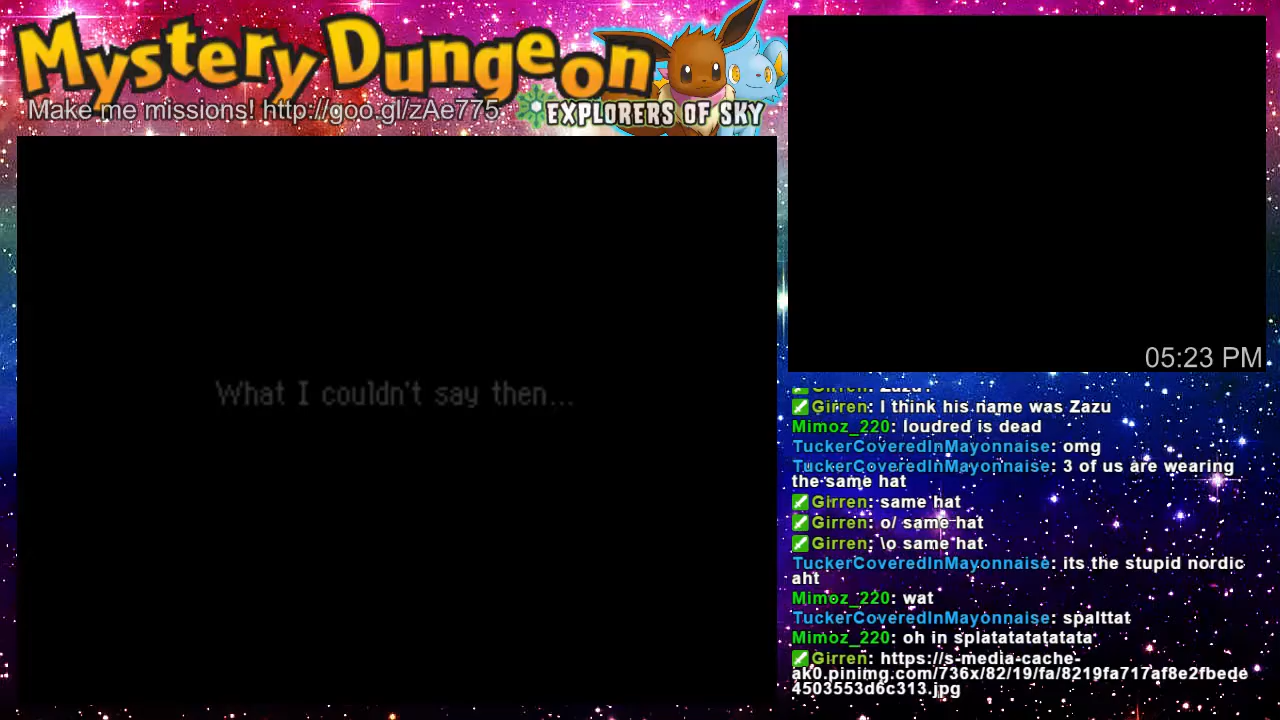 Mystery Dungeon
Make me missions! http://goo.gl/zAe775
EXPLORERS OF SKY
What I couldn't say then...
05:23 PM
Girren: Zazu?
Girren: I think his name was Zazu
Mimoz_220: loudred is dead
TuckerCoveredInMayonnaise: omg
TuckerCoveredInMayonnaise: 3 of us are wearing
the same hat
Girren: same hat
Girren: o/ same hat
Girren: \o same hat
TuckerCoveredInMayonnaise: its the stupid nordic
aht
Mimoz_220: wat
TuckerCoveredInMayonnaise: spalttat
Mimoz_220: oh in splatatatatatata
Girren: https://s-media-cache-
ak0.pinimg.com/736x/82/19/fa/8219fa717af8e2fbede
4503553d6c313.jpg